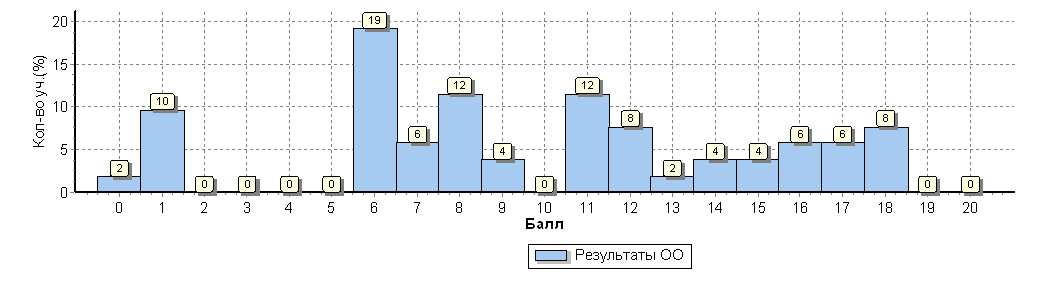 Кол-во уч.(%)
20
15
10
5
0
2 10 0 0 0 0 19 6 12 4 0 12 8 2 4 4 6 6 8 0 0
0 1 2 3 4 5 6 7 8 9 10 11 12 13 14 15 16 17 18 19 20
Балл
Результаты ОО